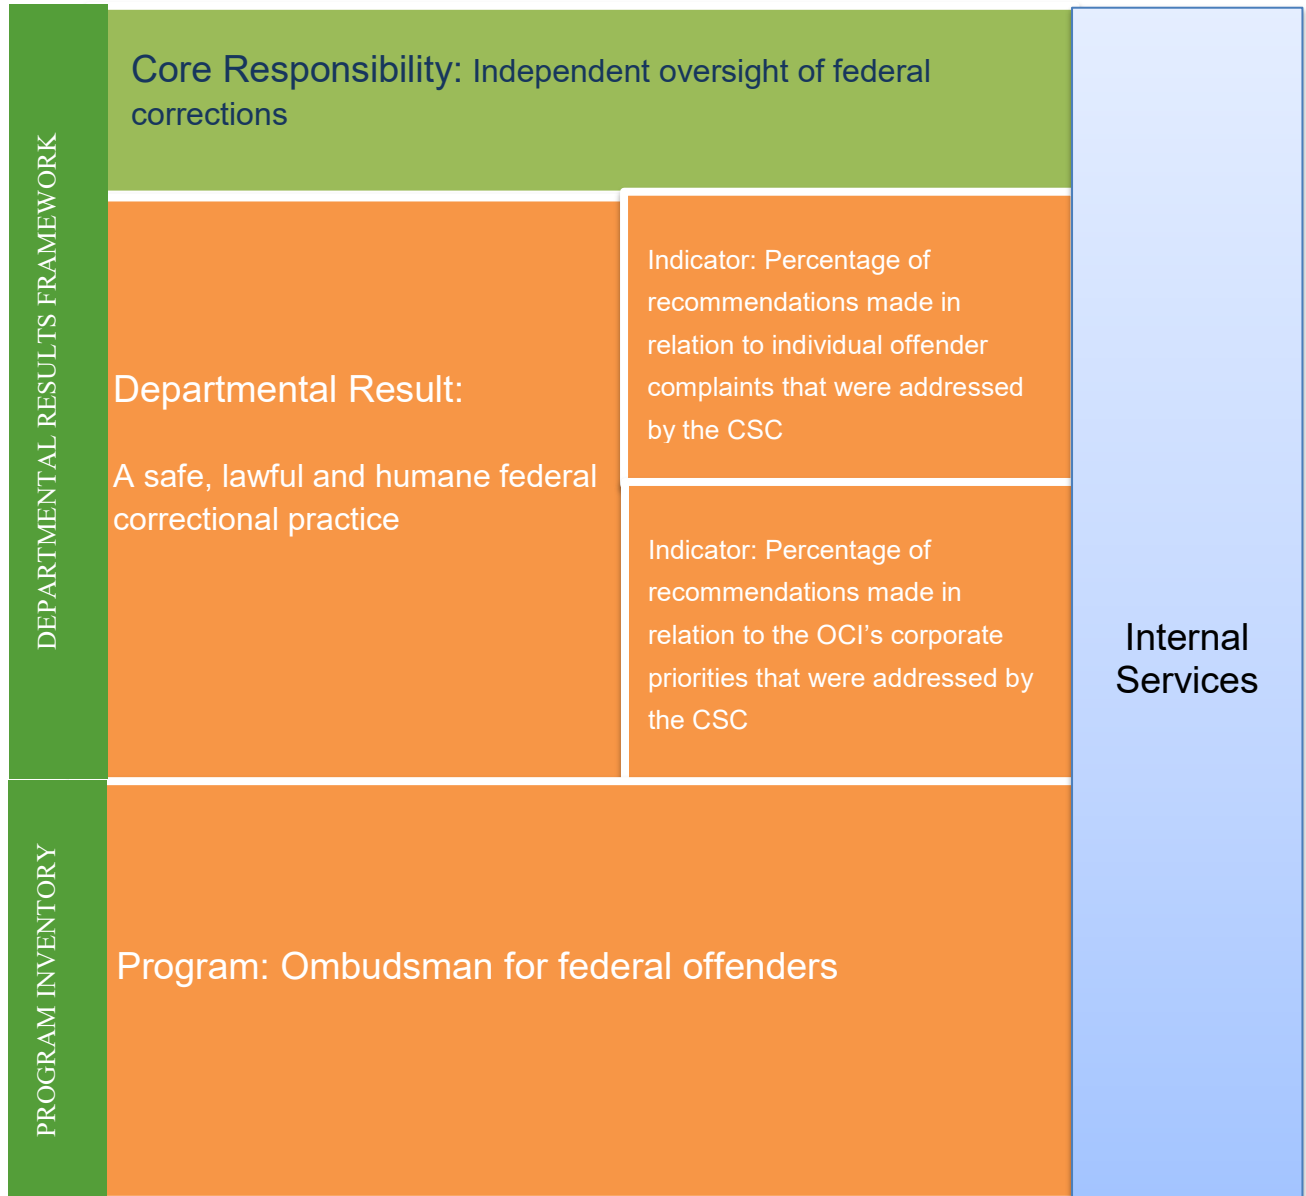 DEPARTMENTAL RESULTS FRAMEWORK
Core Responsibility: Independent oversight of federal
corrections
Departmental Result:
A safe, lawful and humane federal
correctional practice
Indicator: Percentage of
recommendations made in
relation to individual offender
complaints that were addressed
by the CSC
Indicator: Percentage of
recommendations made in
relation to the OCI’s corporate
priorities that were addressed by
the CSC
Internal
Services
PROGRAM INVENTORY
Program: Ombudsman for federal offenders